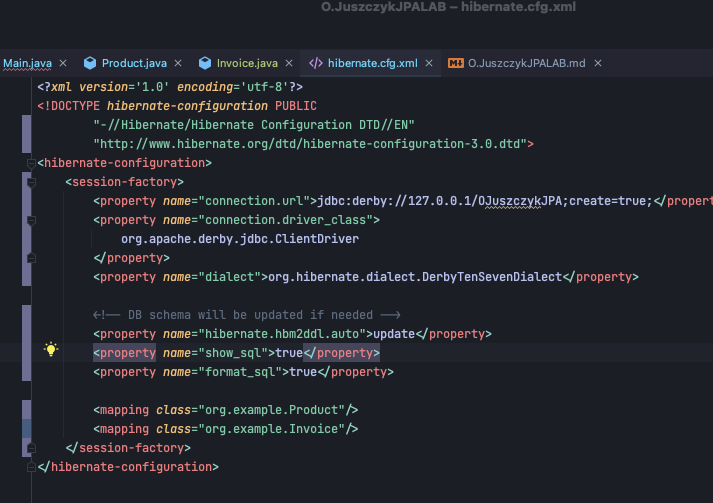 O.JuszczykJPALAB – hibernate.cfg.xml
Main.java × Product.java × Invoice.java × </> hibernate.cfg.xml × O.JuszczykJPALAB.md ×
<?xml version='1.0' encoding='utf-8'?>
<!DOCTYPE hibernate-configuration PUBLIC
"-//Hibernate/Hibernate Configuration DTD//EN"
"http://www.hibernate.org/dtd/hibernate-configuration-3.0.dtd">
<hibernate-configuration>
<session-factory>
<property name="connection.url">jdbc:derby://127.0.0.1/OJuszczykJPA;create=true;</propert
<property name="connection.driver_class">
org.apache.derby.jdbc.ClientDriver
</property>
<property name="dialect">org.hibernate.dialect.DerbyTenSevenDialect</property>
<!-- DB schema will be updated if needed -->
<property name="hibernate.hbm2ddl.auto">update</property>
<property name="show_sql">true</property>
<property name="format_sql">true</property>
<mapping class="org.example.Product"/>
<mapping class="org.example.Invoice"/>
</session-factory>
</hibernate-configuration>